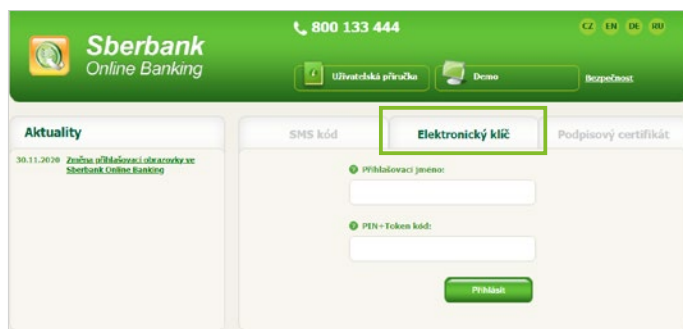 Sberbank
Online Banking
800 133 444
CZ EN DE RU
Uživatelská příručka
Demo
Bezpečnost
Aktuality
30.11.2020 Změna přihlašovací obrazovky ve
Sberbank Online Banking
SMS kód
Elektronický klíč
Podpisový certifikát
Přihlašovací jméno:
PIN+Token kód:
Přihlásit